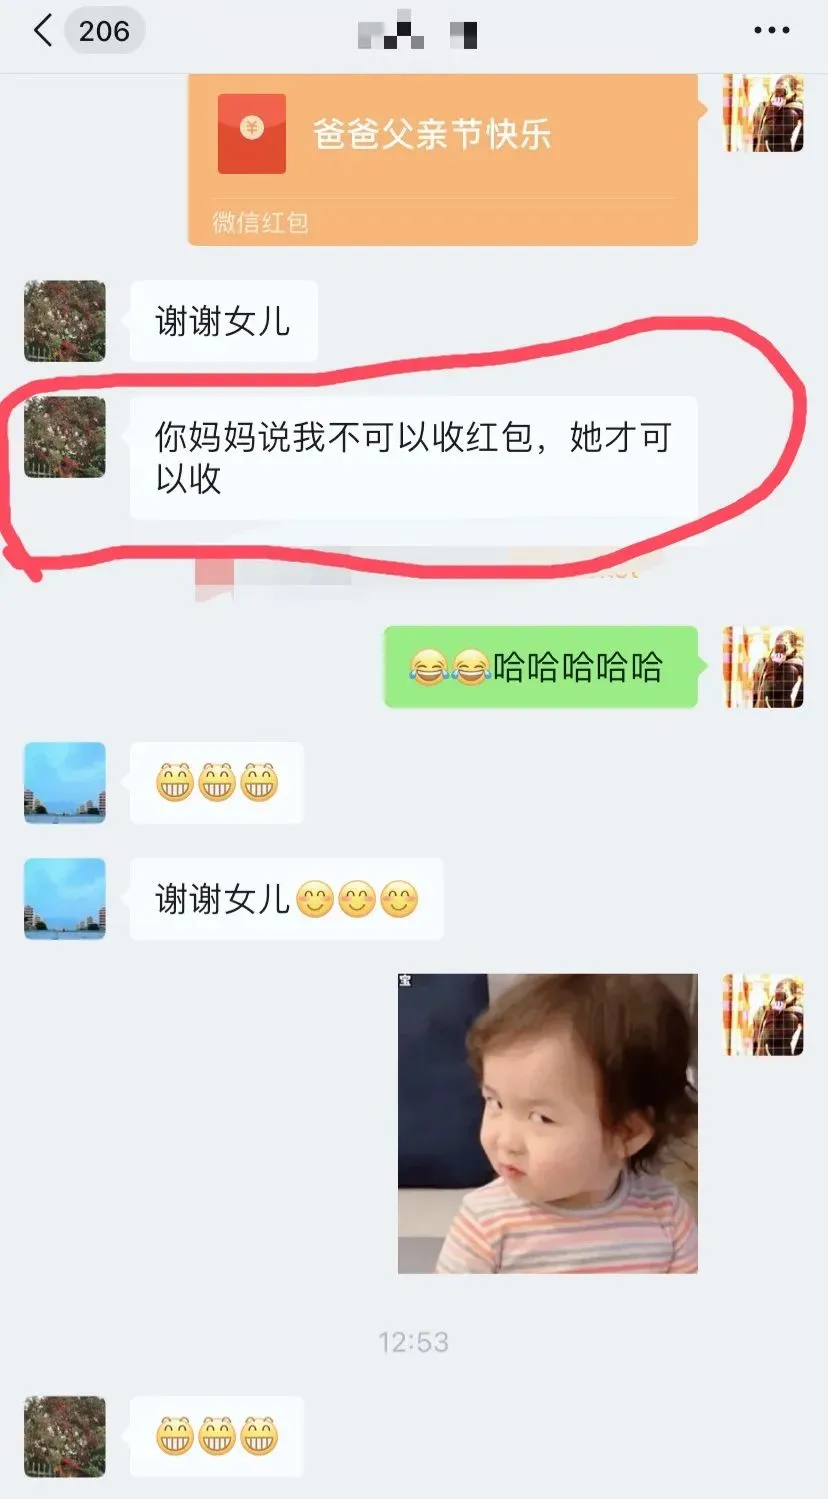 206
爸爸父亲节快乐
微信红包
谢谢女儿
你妈妈说我不可以收红包，她才可
以收
😂😂哈哈哈哈哈
😁😁😁
谢谢女儿😊😊😊
宝
12:53
😁😁😁